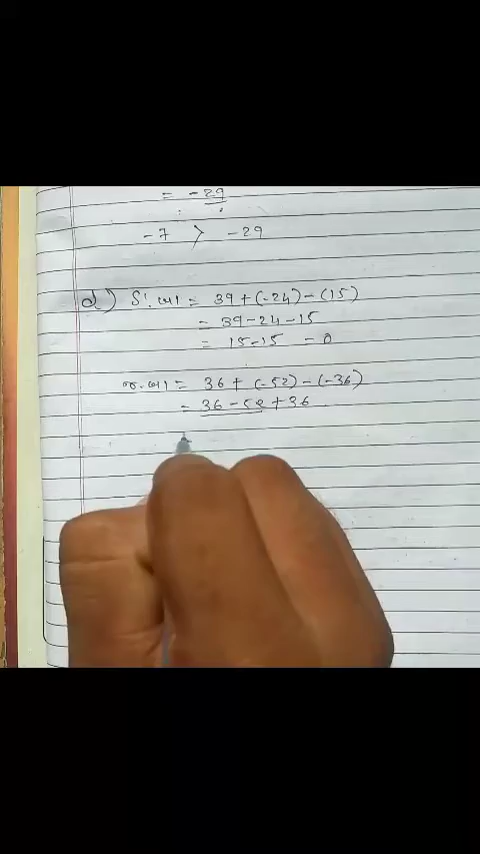 = -29
-7 > -29
d) ડા.બા = 39 + (-24) - (15)
= 39 - 24 - 15
= 15 - 15 = 0
જ.બા = 36 + (-52) - (-36)
= 36 - 52 + 36